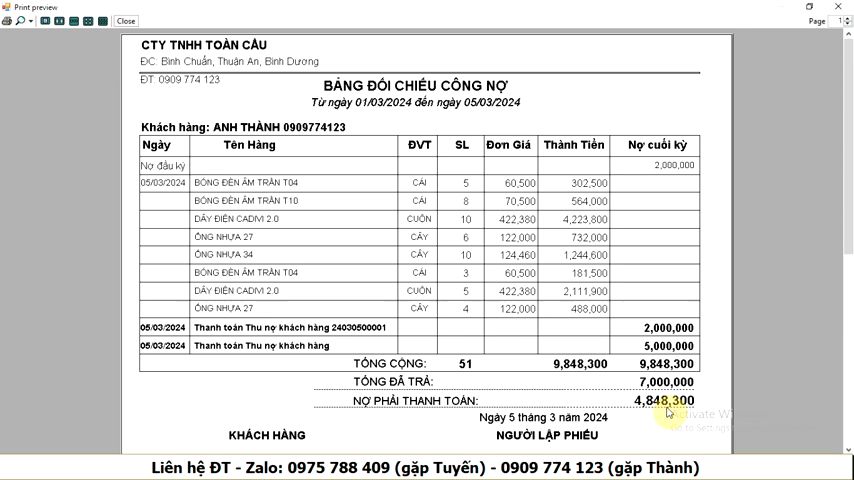 Print preview
Close
Page 1
CTY TNHH TOÀN CẦU
ĐC: Bình Chuẩn, Thuận An, Bình Dương
ĐT: 0909 774 123
BẢNG ĐỐI CHIẾU CÔNG NỢ
Từ ngày 01/03/2024 đến ngày 05/03/2024
Khách hàng: ANH THÀNH 0909774123
Ngày Tên Hàng ĐVT SL Đơn Giá Thành Tiền Nợ cuối kỳ
Nợ đầu kỳ 2,000,000
05/03/2024 BÓNG ĐÈN ÂM TRẦN T04 CÁI 5 60,500 302,500
BÓNG ĐÈN ÂM TRẦN T10 CÁI 8 70,500 564,000
DÂY ĐIỆN CADIVI 2.0 CUỘN 10 422,380 4,223,800
ỐNG NHỰA 27 CÂY 6 122,000 732,000
ỐNG NHỰA 34 CÂY 10 124,460 1,244,600
BÓNG ĐÈN ÂM TRẦN T04 CÁI 3 60,500 181,500
DÂY ĐIỆN CADIVI 2.0 CUỘN 5 422,380 2,111,900
ỐNG NHỰA 27 CÂY 4 122,000 488,000
05/03/2024 Thanh toán Thu nợ khách hàng 24030500001 2,000,000
05/03/2024 Thanh toán Thu nợ khách hàng 5,000,000
TỔNG CỘNG: 51 9,848,300 9,848,300
TỔNG ĐÃ TRẢ: 7,000,000
NỢ PHẢI THANH TOÁN: 4,848,300
Ngày 5 tháng 3 năm 2024
KHÁCH HÀNG NGƯỜI LẬP PHIẾU
Activate W
Go to Settings
Liên hệ ĐT - Zalo: 0975 788 409 (gặp Tuyến) - 0909 774 123 (gặp Thành)